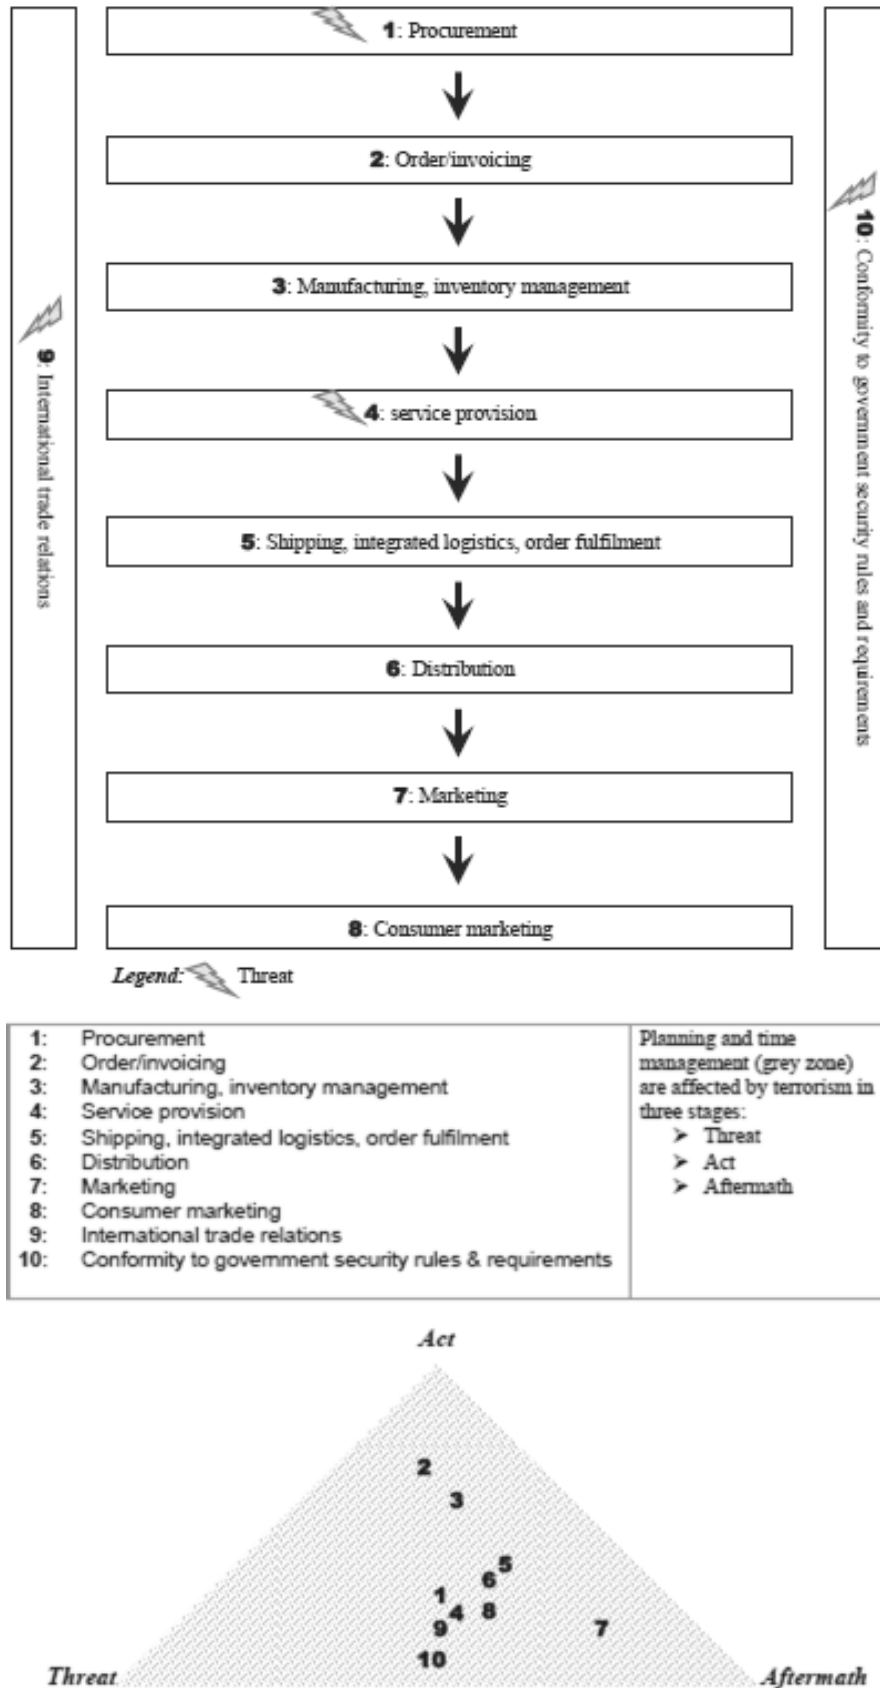 1: Procurement
2: Order/invoicing
3: Manufacturing, inventory management
4: service provision
5: Shipping, integrated logistics, order fulfilment
6: Distribution
7: Marketing
8: Consumer marketing
9: International trade relations
10: Conformity to government security rules and requirements
Legend: Threat
1: Procurement
2: Order/invoicing
3: Manufacturing, inventory management
4: Service provision
5: Shipping, integrated logistics, order fulfilment
6: Distribution
7: Marketing
8: Consumer marketing
9: International trade relations
10: Conformity to government security rules & requirements
Planning and time
management (grey zone)
are affected by terrorism in
three stages:
➢ Threat
➢ Act
➢ Aftermath
Act
2
3
5
6
1
4 8
9 7
10
Threat Aftermath